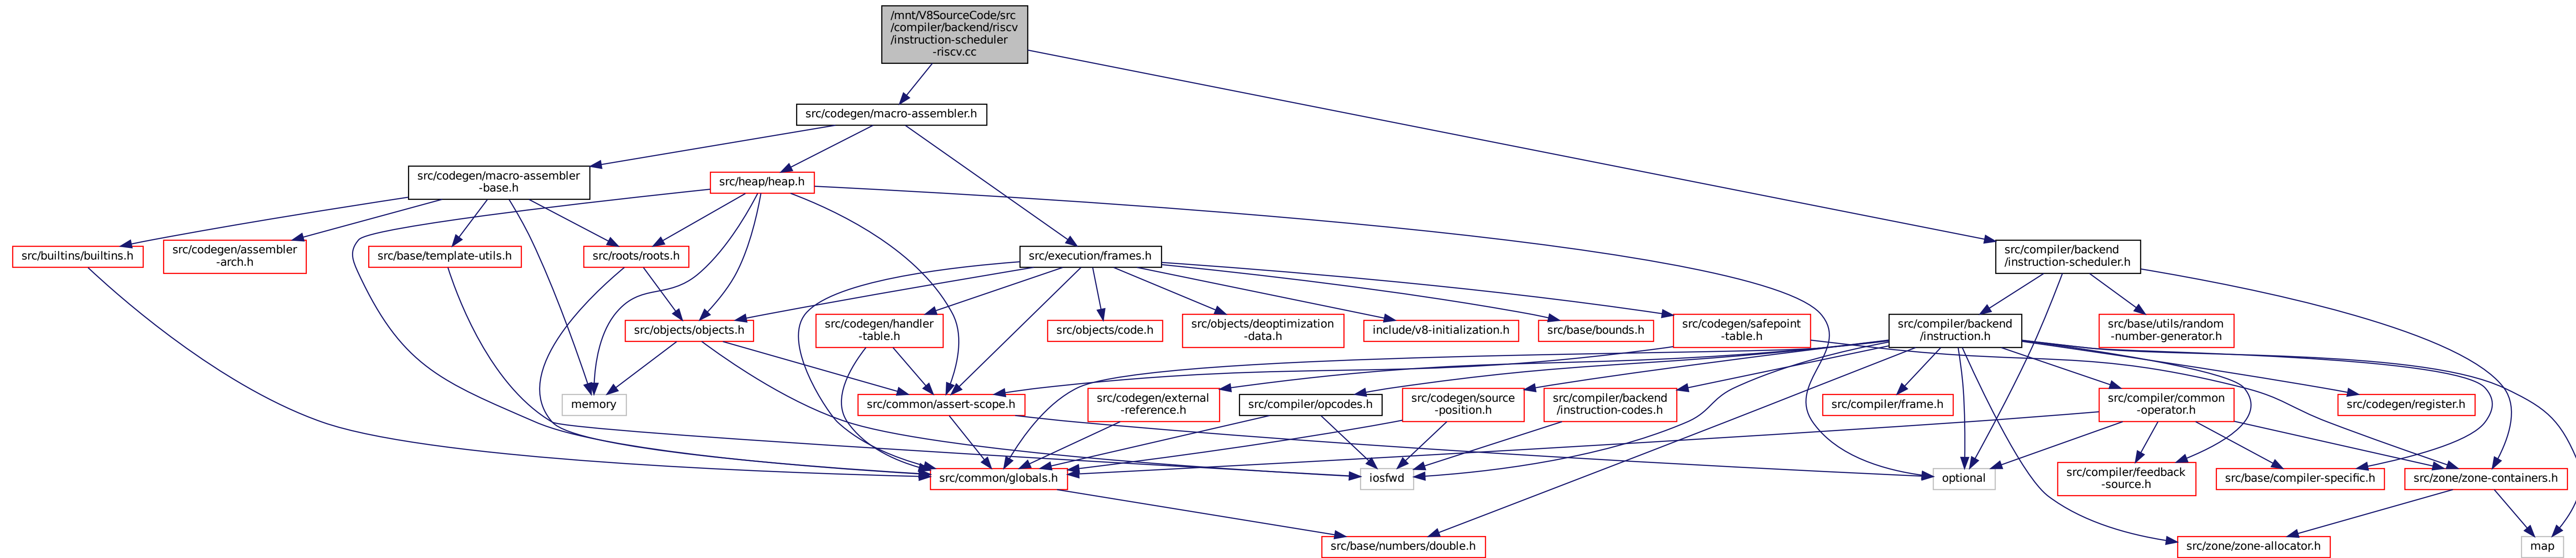 /mnt/V8SourceCode/src
/compiler/backend/riscv
/instruction-scheduler
-riscv.cc
src/codegen/macro-assembler.h
src/codegen/macro-assembler
-base.h
src/heap/heap.h
src/builtins/builtins.h
src/codegen/assembler
-arch.h
src/base/template-utils.h
src/roots/roots.h
src/execution/frames.h
src/compiler/backend
/instruction-scheduler.h
src/objects/objects.h
src/codegen/handler
-table.h
src/objects/code.h
src/objects/deoptimization
-data.h
include/v8-initialization.h
src/base/bounds.h
src/codegen/safepoint
-table.h
src/compiler/backend
/instruction.h
src/base/utils/random
-number-generator.h
memory
src/common/assert-scope.h
src/codegen/external
-reference.h
src/compiler/opcodes.h
src/codegen/source
-position.h
src/compiler/backend
/instruction-codes.h
src/compiler/frame.h
src/compiler/common
-operator.h
src/codegen/register.h
src/common/globals.h
iosfwd
optional
src/compiler/feedback
-source.h
src/base/compiler-specific.h
src/zone/zone-containers.h
src/base/numbers/double.h
src/zone/zone-allocator.h
map